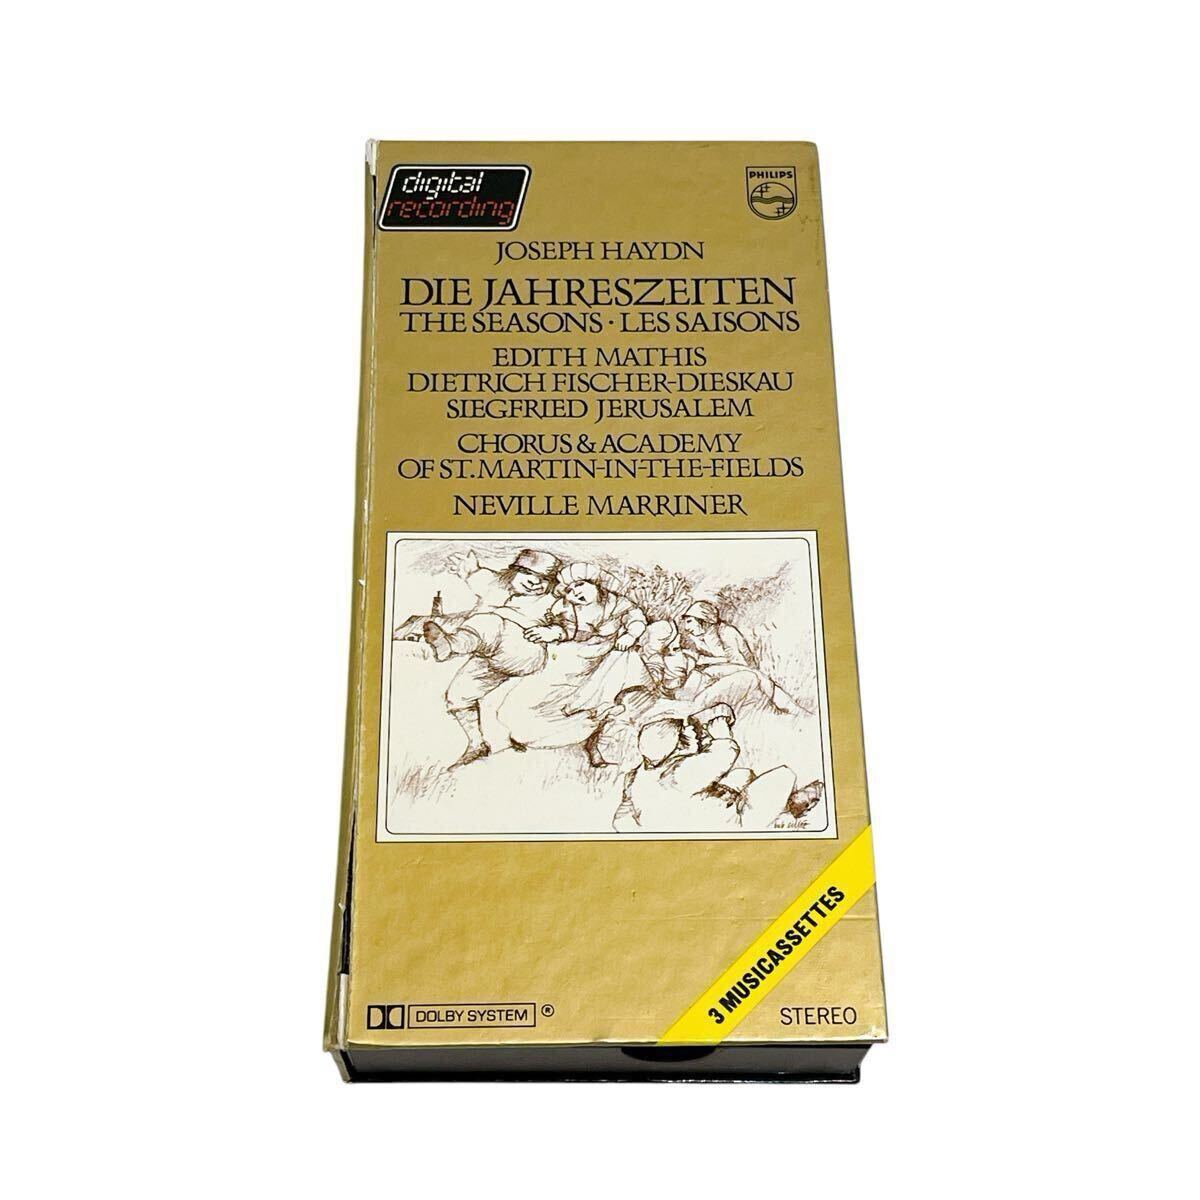 digital
recording
PHILIPS
JOSEPH HAYDN
DIE JAHRESZEITEN
THE SEASONS · LES SAISONS
EDITH MATHIS
DIETRICH FISCHER-DIESKAU
SIEGFRIED JERUSALEM
CHORUS & ACADEMY
OF ST. MARTIN-IN-THE-FIELDS
NEVILLE MARRINER
3 MUSICASSETTES
DOLBY SYSTEM ®
STEREO